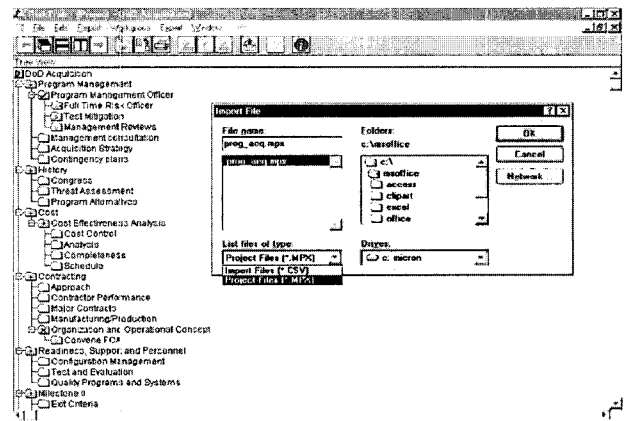 File Edit Export Workgroup Expert Window
Tree View
DoD Acquisition
Program Management
Program Management Officer
Full Time Risk Officer
Test Mitigation
Management Reviews
Management consultation
Acquisition Strategy
Contingency plans
History
Congress
Threat Assessment
Program Alternatives
Cost
Cost Effectiveness Analysis
Cost Control
Analysis
Completeness
Schedule
Contracting
Approach
Contractor Performance
Major Contracts
Manufacturing/Production
Organization and Operational Concept
Convene
Readiness, Support and Personnel
Configuration Management
Test and Evaluation
Quality Programs and Systems
Milestone II
Exit Criteria
Import File
File name:
prog_acq.mpx
prog_acq.mpx
List files of type:
Project Files (*.MPX)
Import Files (*.CSV)
Project Files (*.MPX)
Folders:
c:\msoffice
c:\
msoffice
access
clipart
excel
office
Drives:
c: micron
OK
Cancel
Network...